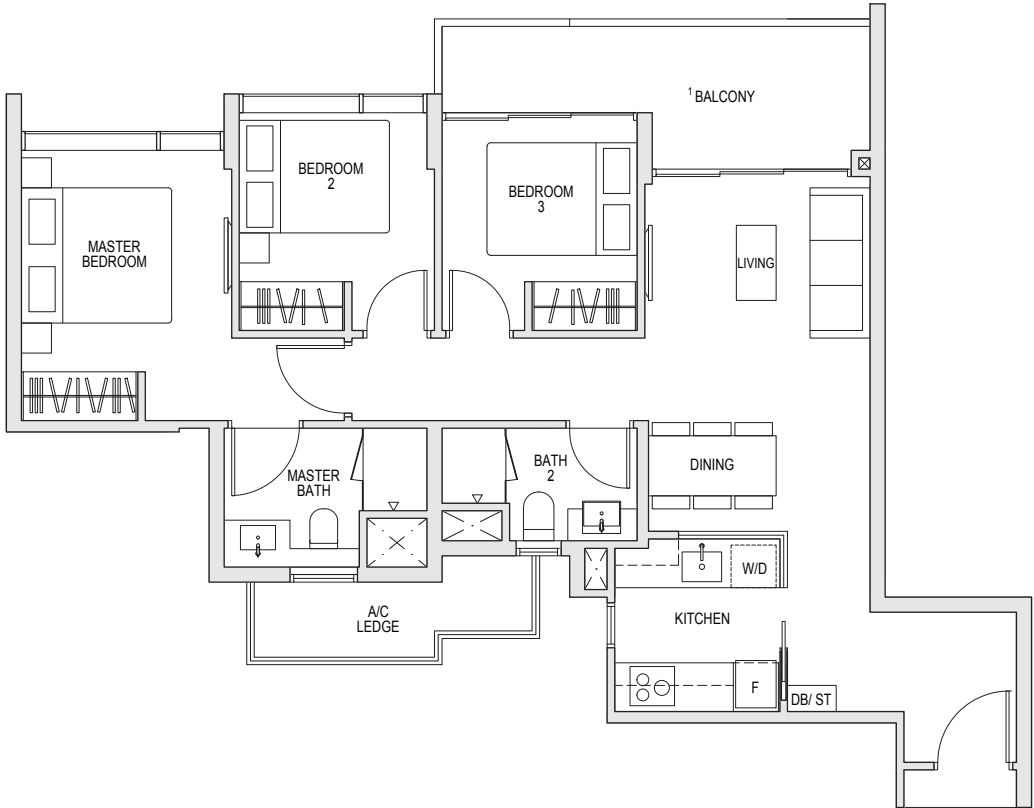 1 BALCONY
BEDROOM
2
BEDROOM
3
MASTER
BEDROOM
LIVING
MASTER
BATH
BATH
2
DINING
W/D
A/C
LEDGE
KITCHEN
F
DB/ ST